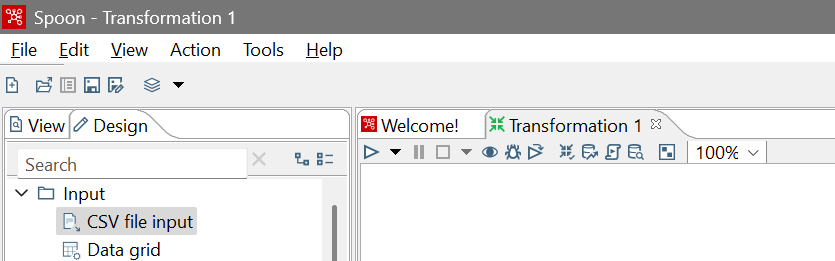 Spoon - Transformation 1
File Edit View Action Tools Help
View Design
Welcome! Transformation 1
Search
100%
Input
CSV file input
Data grid